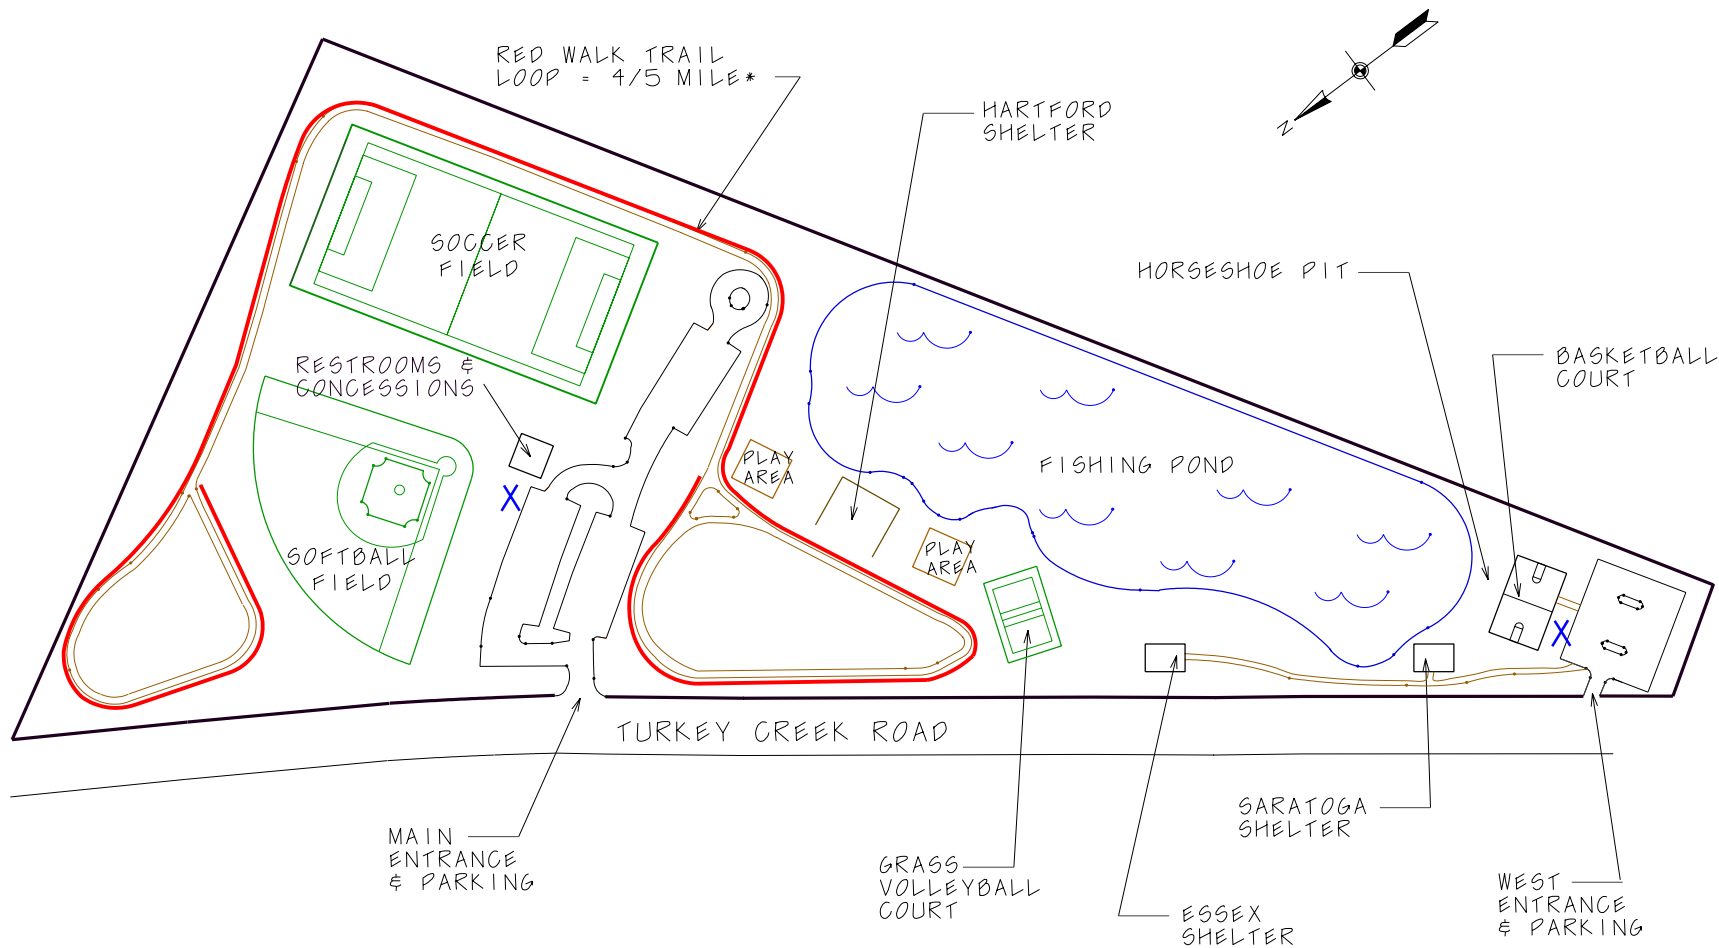 RED WALK TRAIL
LOOP = 4/5 MILE*
HARTFORD
SHELTER
N
SOCCER
FIELD
HORSESHOE PIT
BASKETBALL
COURT
RESTROOMS &
CONCESSIONS
PLAY
AREA
FISHING POND
X
SOFTBALL
FIELD
PLAY
AREA
X
TURKEY CREEK ROAD
MAIN
ENTRANCE
& PARKING
SARATOGA
SHELTER
GRASS
VOLLEYBALL
COURT
ESSEX
SHELTER
WEST
ENTRANCE
& PARKING